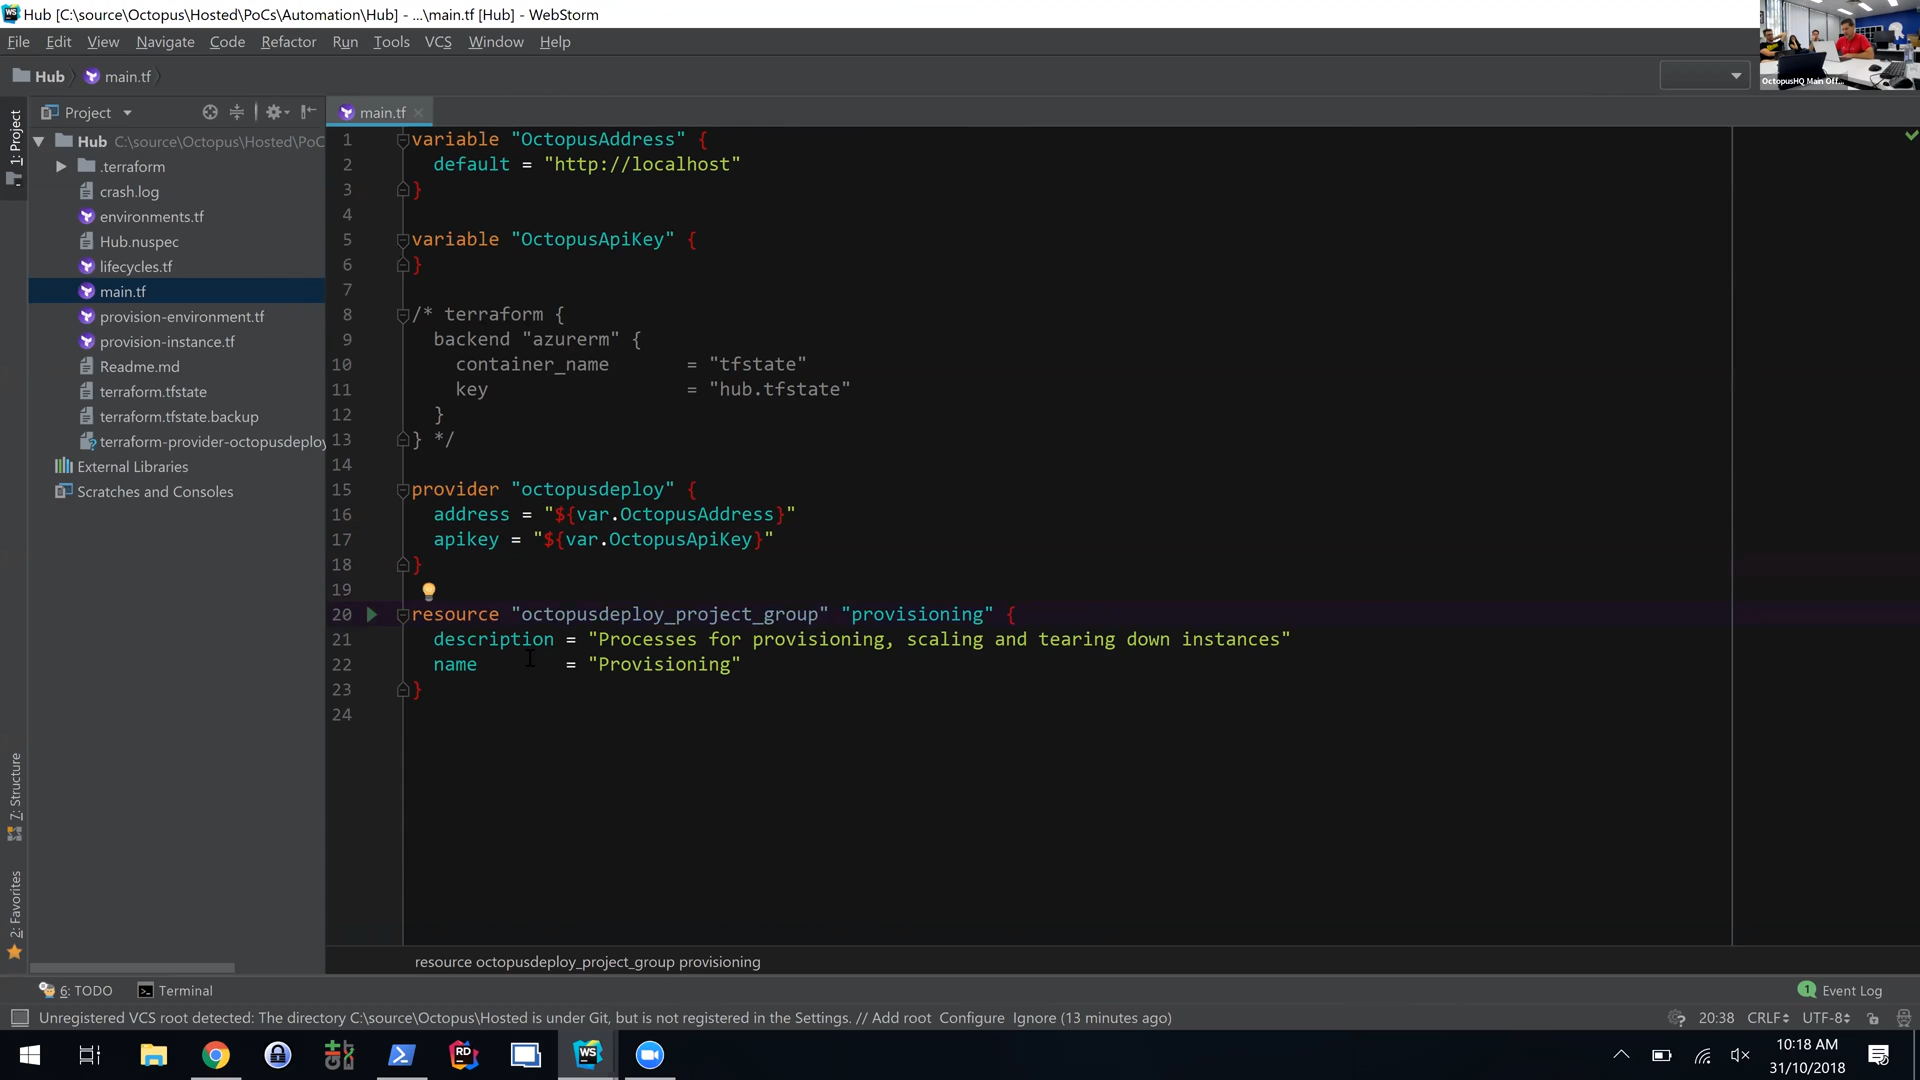 Hub [C:\source\Octopus\Hosted\PoCs\Automation\Hub] - ...\main.tf [Hub] - WebStorm
File Edit View Navigate Code Refactor Run Tools VCS Window Help
Hub main.tf
OctopusHQ Main Off...
1: Project
Project
main.tf
Hub C:\source\Octopus\Hosted\PoC
.terraform
crash.log
environments.tf
Hub.nuspec
lifecycles.tf
main.tf
provision-environment.tf
provision-instance.tf
Readme.md
terraform.tfstate
terraform.tfstate.backup
terraform-provider-octopusdeploy
External Libraries
Scratches and Consoles
1 variable "OctopusAddress" {
2 default = "http://localhost"
3 }
4
5 variable "OctopusApiKey" {
6 }
7
8 /* terraform {
9 backend "azurerm" {
10 container_name = "tfstate"
11 key = "hub.tfstate"
12 }
13 } */
14
15 provider "octopusdeploy" {
16 address = "${var.OctopusAddress}"
17 apikey = "${var.OctopusApiKey}"
18 }
19
20 resource "octopusdeploy_project_group" "provisioning" {
21 description = "Processes for provisioning, scaling and tearing down instances"
22 name = "Provisioning"
23 }
24
7: Structure
2: Favorites
resource octopusdeploy_project_group provisioning
6: TODO Terminal
1 Event Log
Unregistered VCS root detected: The directory C:\source\Octopus\Hosted is under Git, but is not registered in the Settings. // Add root Configure Ignore (13 minutes ago)
20:38 CRLF UTF-8
RD
WS
10:18 AM
31/10/2018